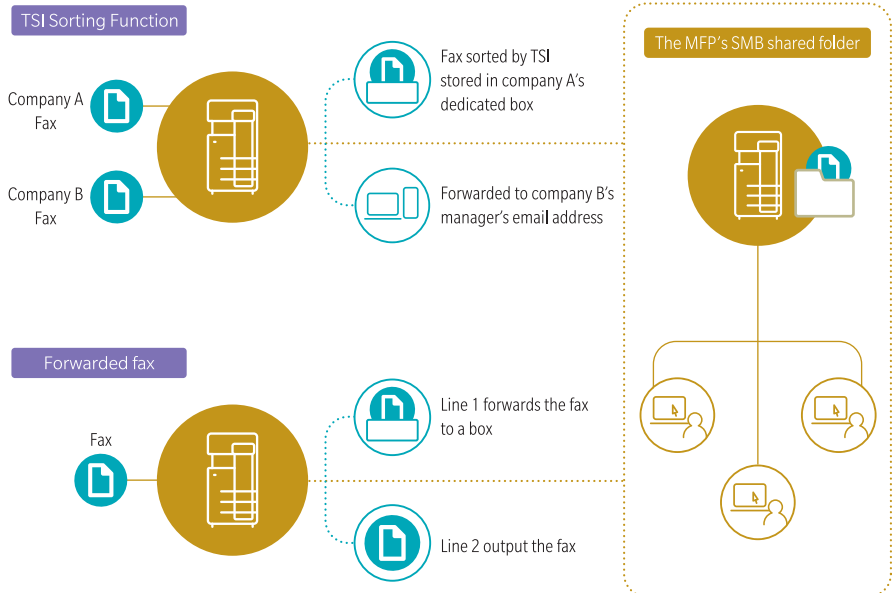 TSI Sorting Function
Company A
Fax
Company B
Fax
Fax sorted by TSI
stored in company A's
dedicated box
Forwarded to company B's
manager's email address
Forwarded fax
Fax
Line 1 forwards the fax
to a box
Line 2 output the fax
The MFP's SMB shared folder